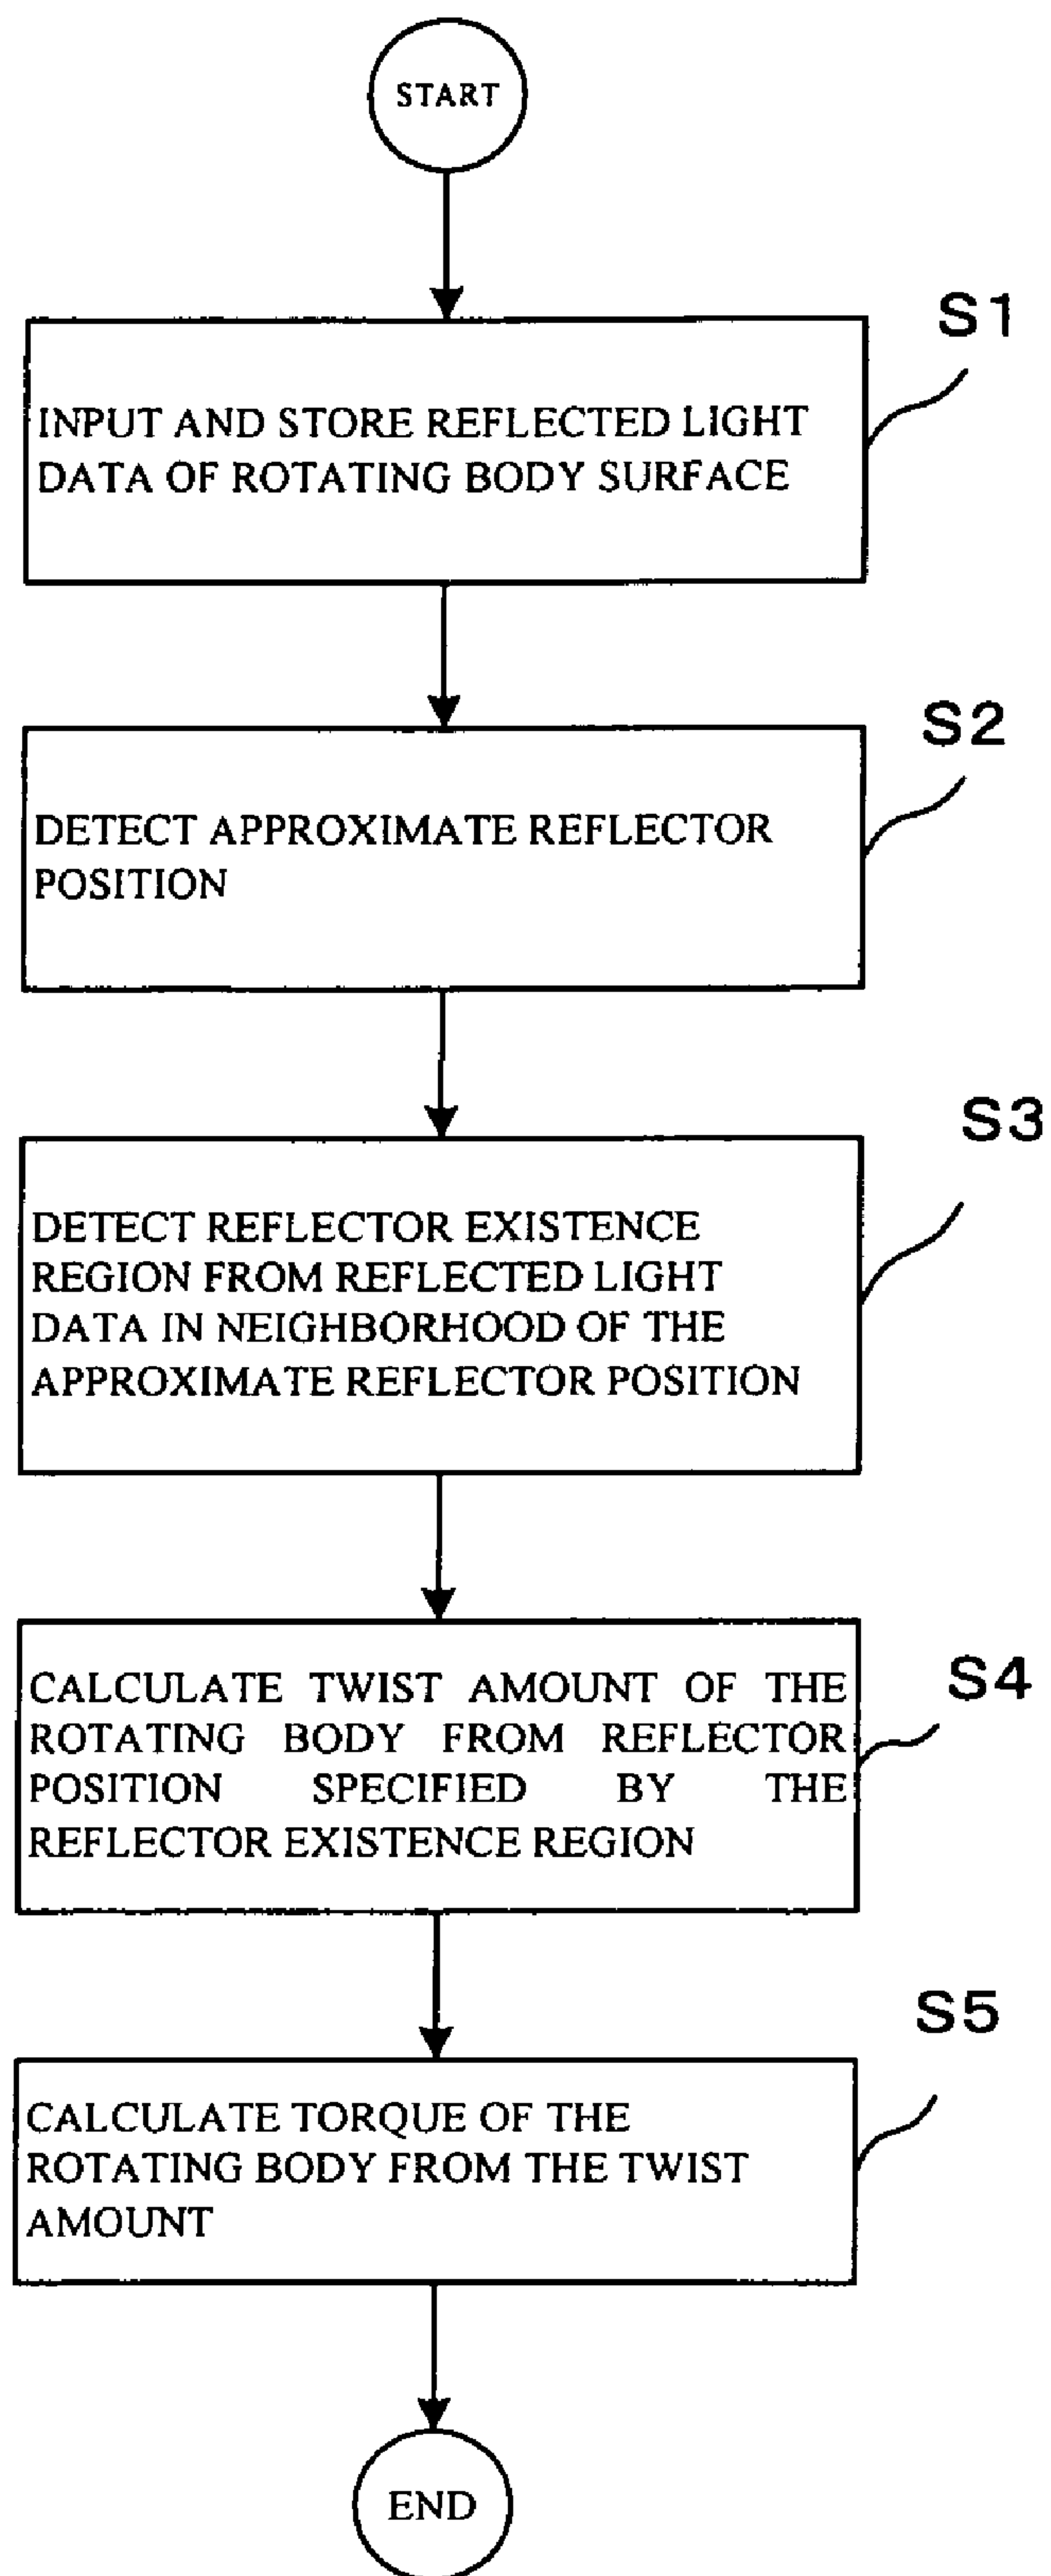 START
S1
INPUT AND STORE REFLECTED LIGHT
DATA OF ROTATING BODY SURFACE
S2
DETECT APPROXIMATE REFLECTOR
POSITION
S3
DETECT REFLECTOR EXISTENCE
REGION FROM REFLECTED LIGHT
DATA IN NEIGHBORHOOD OF THE
APPROXIMATE REFLECTOR POSITION
S4
CALCULATE TWIST AMOUNT OF THE
ROTATING BODY FROM REFLECTOR
POSITION SPECIFIED BY THE
REFLECTOR EXISTENCE REGION
S5
CALCULATE TORQUE OF THE
ROTATING BODY FROM THE TWIST
AMOUNT
END